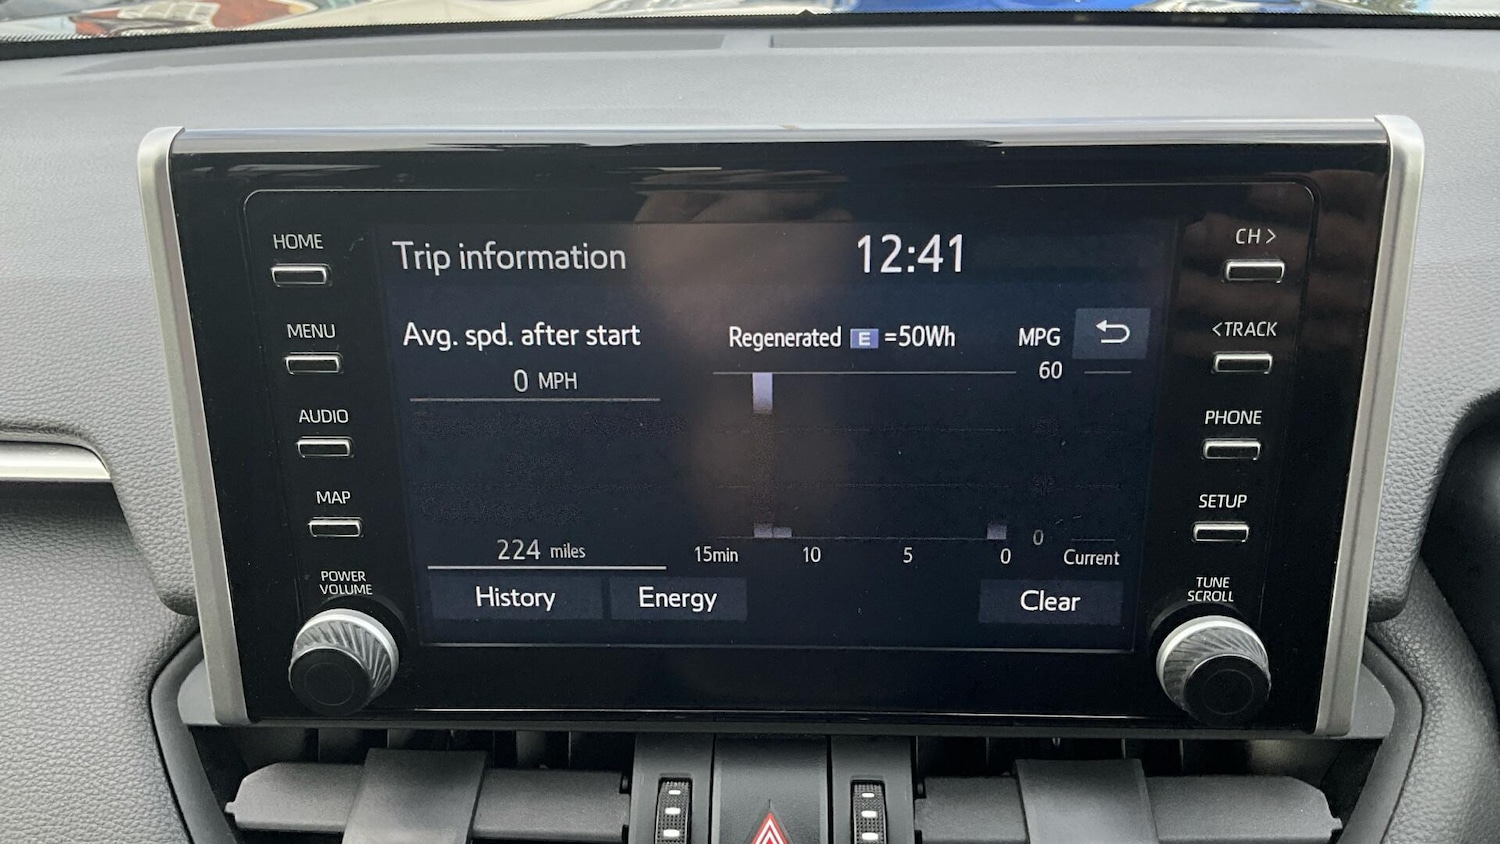 HOME
MENU
AUDIO
MAP
POWER
VOLUME
Trip information
12:41
Avg. spd. after start
0 MPH
224 miles
History
Energy
Regenerated E =50Wh
MPG
60
0
15min 10 5 0 Current
Clear
CH >
<TRACK
PHONE
SETUP
TUNE
SCROLL